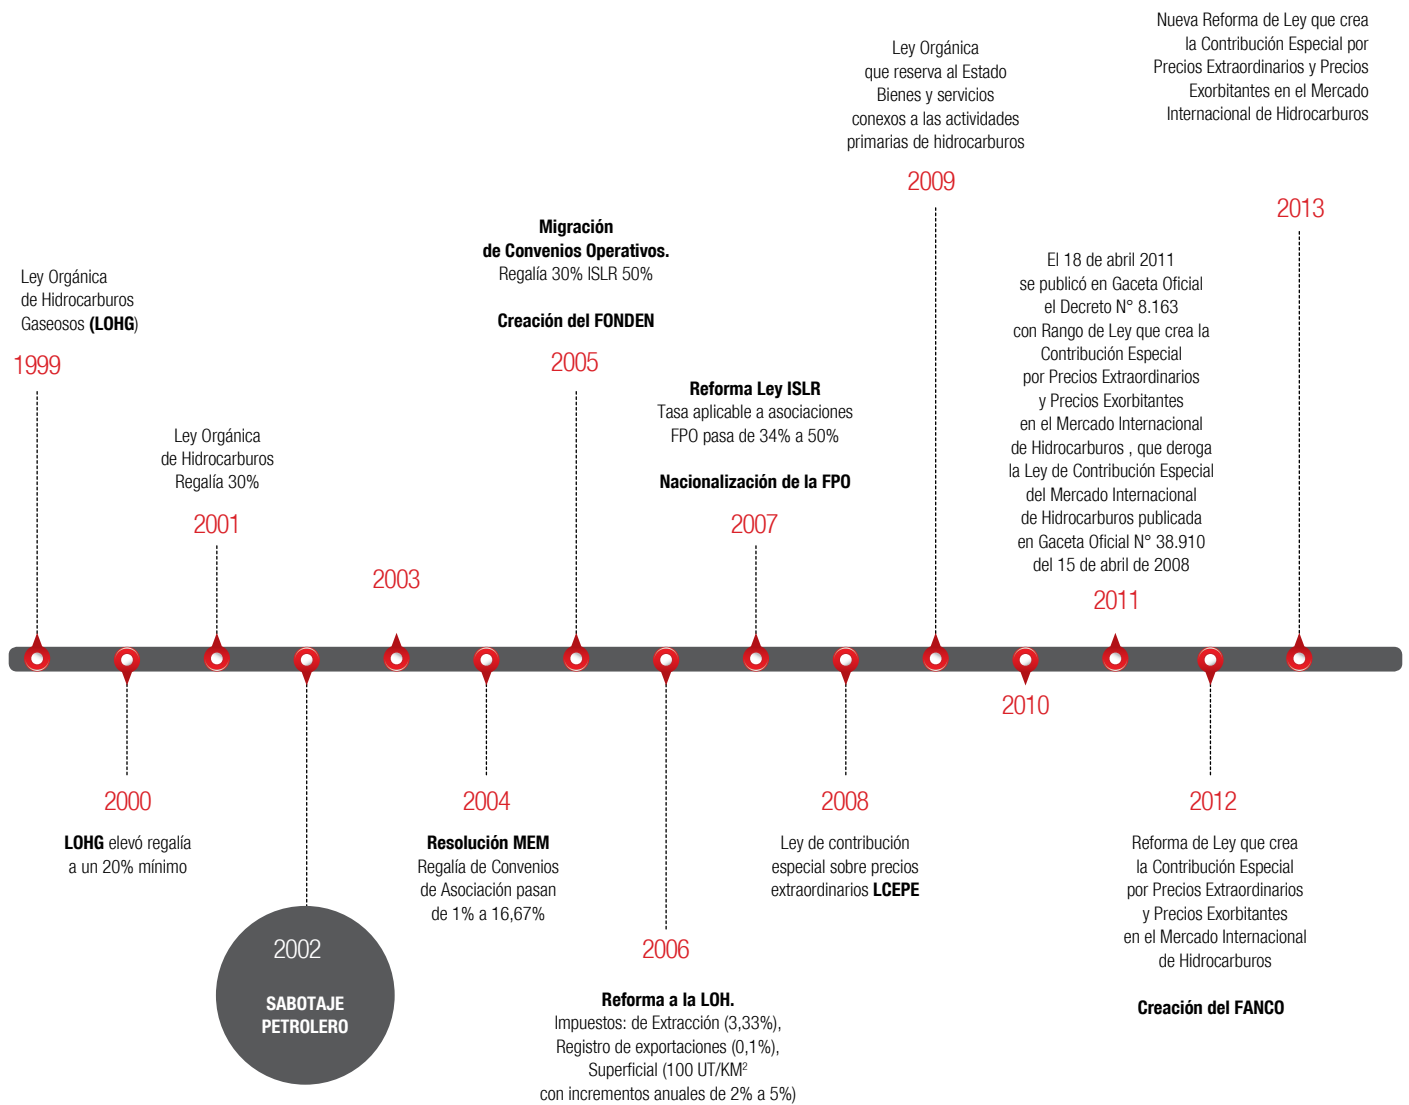 Ley Orgánica
de Hidrocarburos
Gaseosos (LOHG)
1999
LOHG elevó regalía
a un 20% mínimo
2000
Ley Orgánica
de Hidrocarburos
Regalía 30%
2001
2002
SABOTAJE
PETROLERO
2003
2004
Resolución MEM
Regalía de Convenios
de Asociación pasan
de 1% a 16,67%
Migración
de Convenios Operativos.
Regalía 30% ISLR 50%
Creación del FONDEN
2005
2006
Reforma a la LOH.
Impuestos: de Extracción (3,33%),
Registro de exportaciones (0,1%),
Superficial (100 UT/KM²
con incrementos anuales de 2% a 5%)
Reforma Ley ISLR
Tasa aplicable a asociaciones
FPO pasa de 34% a 50%
Nacionalización de la FPO
2007
2008
Ley de contribución
especial sobre precios
extraordinarios LCEPE
Ley Orgánica
que reserva al Estado
Bienes y servicios
conexos a las actividades
primarias de hidrocarburos
2009
2010
El 18 de abril 2011
se publicó en Gaceta Oficial
el Decreto N° 8.163
con Rango de Ley que crea la
Contribución Especial
por Precios Extraordinarios
y Precios Exorbitantes
en el Mercado Internacional
de Hidrocarburos , que deroga
la Ley de Contribución Especial
del Mercado Internacional
de Hidrocarburos publicada
en Gaceta Oficial N° 38.910
del 15 de abril de 2008
2011
2012
Reforma de Ley que crea
la Contribución Especial
por Precios Extraordinarios
y Precios Exorbitantes
en el Mercado Internacional
de Hidrocarburos
Creación del FANCO
Nueva Reforma de Ley que crea
la Contribución Especial por
Precios Extraordinarios y Precios
Exorbitantes en el Mercado
Internacional de Hidrocarburos
2013